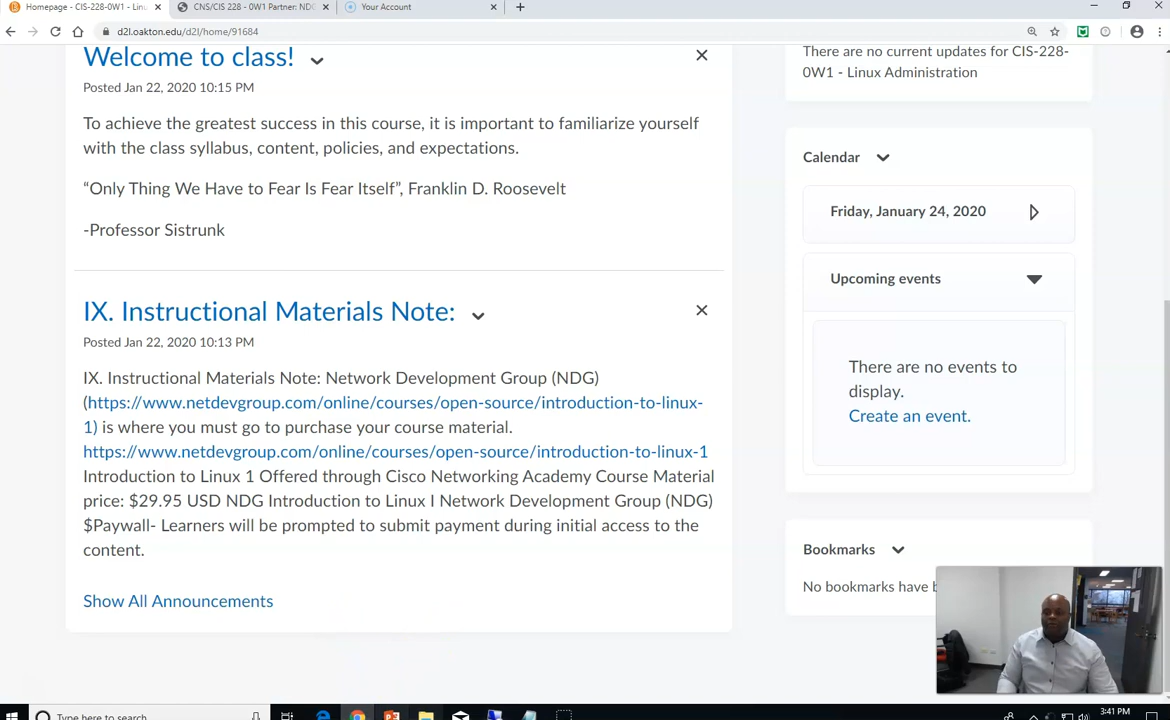 Homepage - CIS-228-0W1 - Linu
CNS/CIS 228 - 0W1 Partner: NDG
Your Account
d2l.oakton.edu/d2l/home/91684
Welcome to class!
Posted Jan 22, 2020 10:15 PM
To achieve the greatest success in this course, it is important to familiarize yourself
with the class syllabus, content, policies, and expectations.
“Only Thing We Have to Fear Is Fear Itself”, Franklin D. Roosevelt
-Professor Sistrunk
IX. Instructional Materials Note:
Posted Jan 22, 2020 10:13 PM
IX. Instructional Materials Note: Network Development Group (NDG)
(https://www.netdevgroup.com/online/courses/open-source/introduction-to-linux-
1) is where you must go to purchase your course material.
https://www.netdevgroup.com/online/courses/open-source/introduction-to-linux-1
Introduction to Linux 1 Offered through Cisco Networking Academy Course Material
price: $29.95 USD NDG Introduction to Linux I Network Development Group (NDG)
$Paywall- Learners will be prompted to submit payment during initial access to the
content.
Show All Announcements
There are no current updates for CIS-228-
0W1 - Linux Administration
Calendar
Friday, January 24, 2020
Upcoming events
There are no events to
display.
Create an event.
Bookmarks
No bookmarks have b
Type here to search
3:41 PM